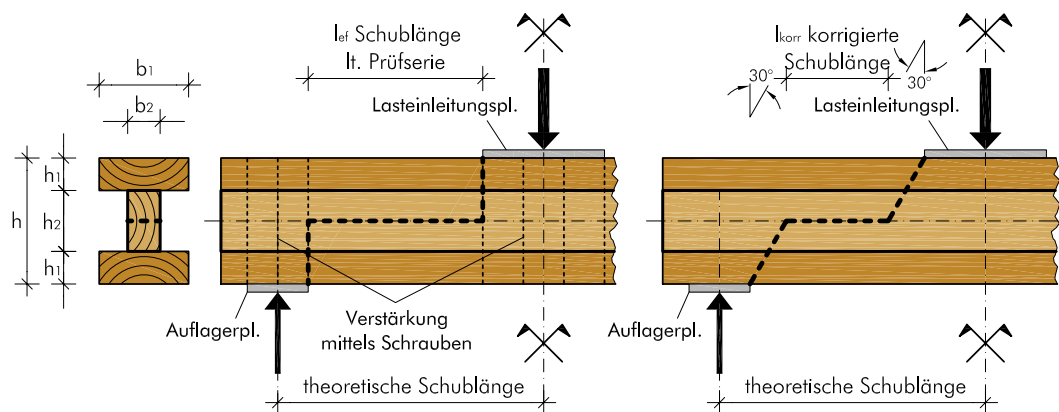 lef Schublänge
lt. Prüfserie
Lasteinleitungspl.
b1
b2
h
h1
h2
h1
Auflagerpl.
Verstärkung
mittels Schrauben
theoretische Schublänge
lkorr korrigierte
Schublänge
30°
30°
Lasteinleitungspl.
Auflagerpl.
theoretische Schublänge